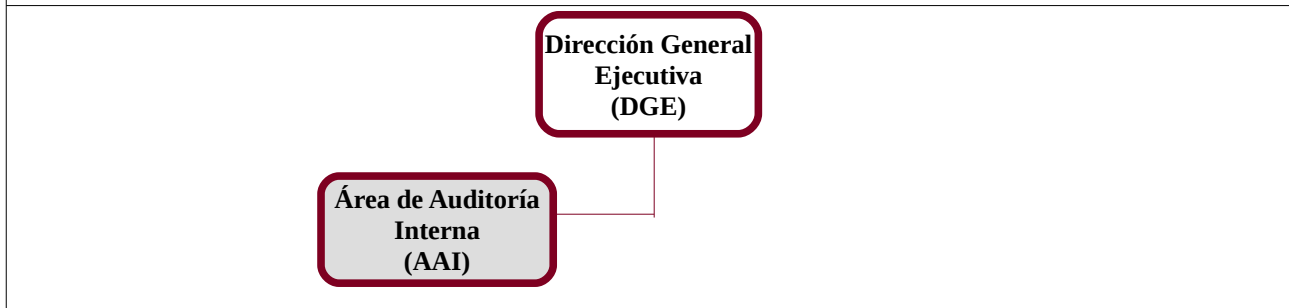 Dirección General
Ejecutiva
(DGE)
Área de Auditoría
Interna
(AAI)